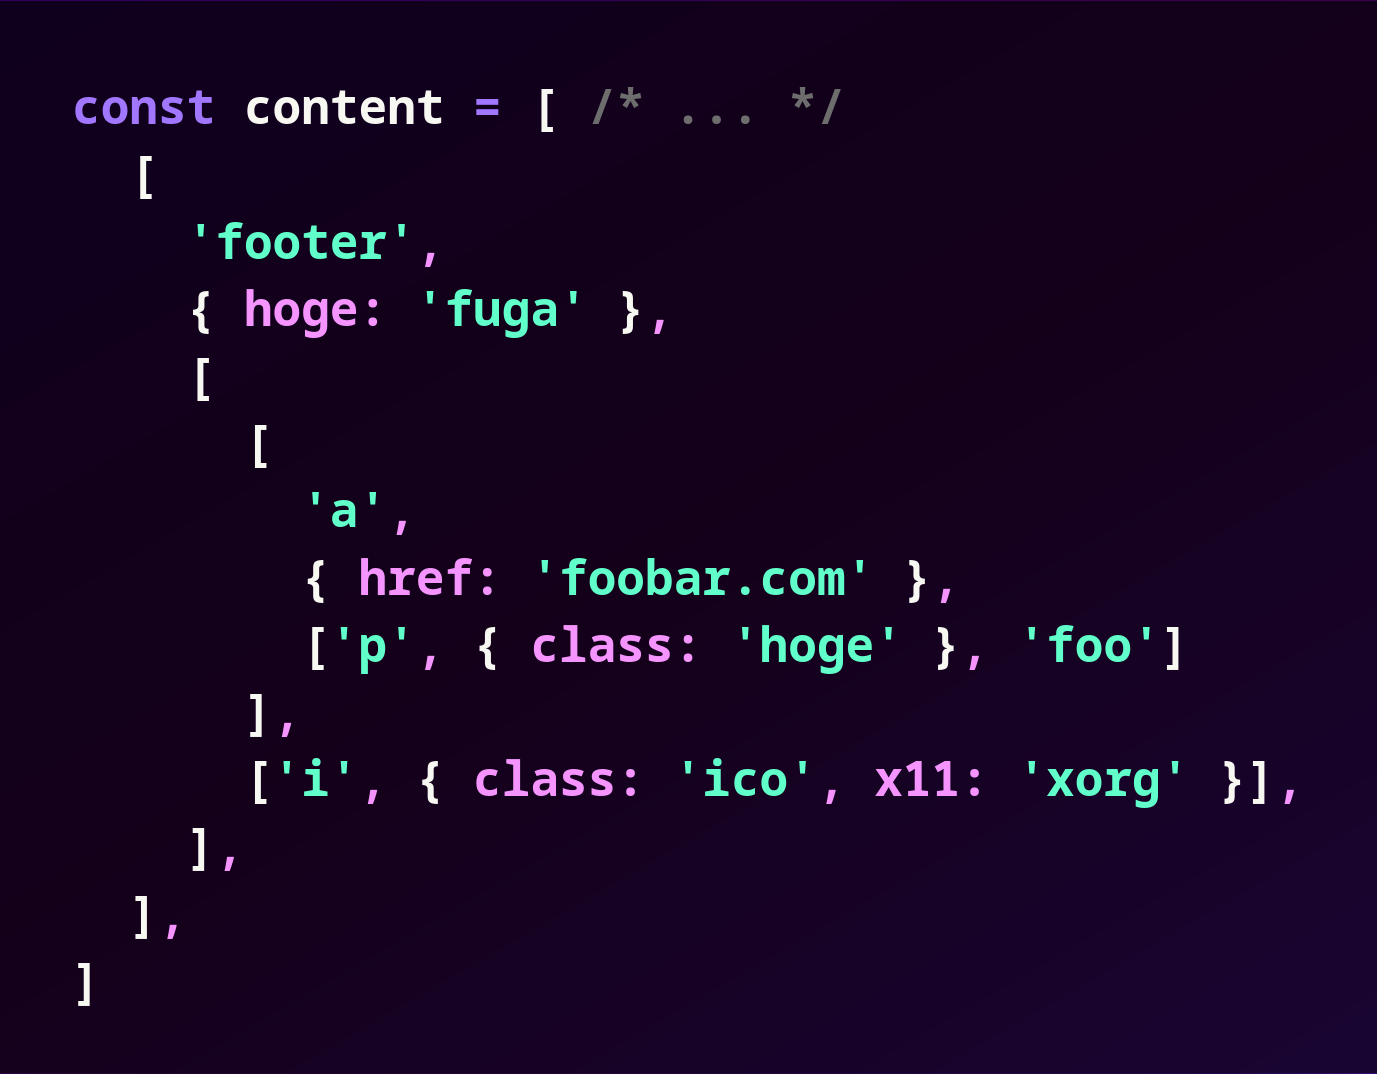 const content = [ /* ... */
  [
    'footer',
    { hoge: 'fuga' },
    [
      [
        'a',
        { href: 'foobar.com' },
        ['p', { class: 'hoge' }, 'foo']
      ],
      ['i', { class: 'ico', x11: 'xorg' }],
    ],
  ],
]